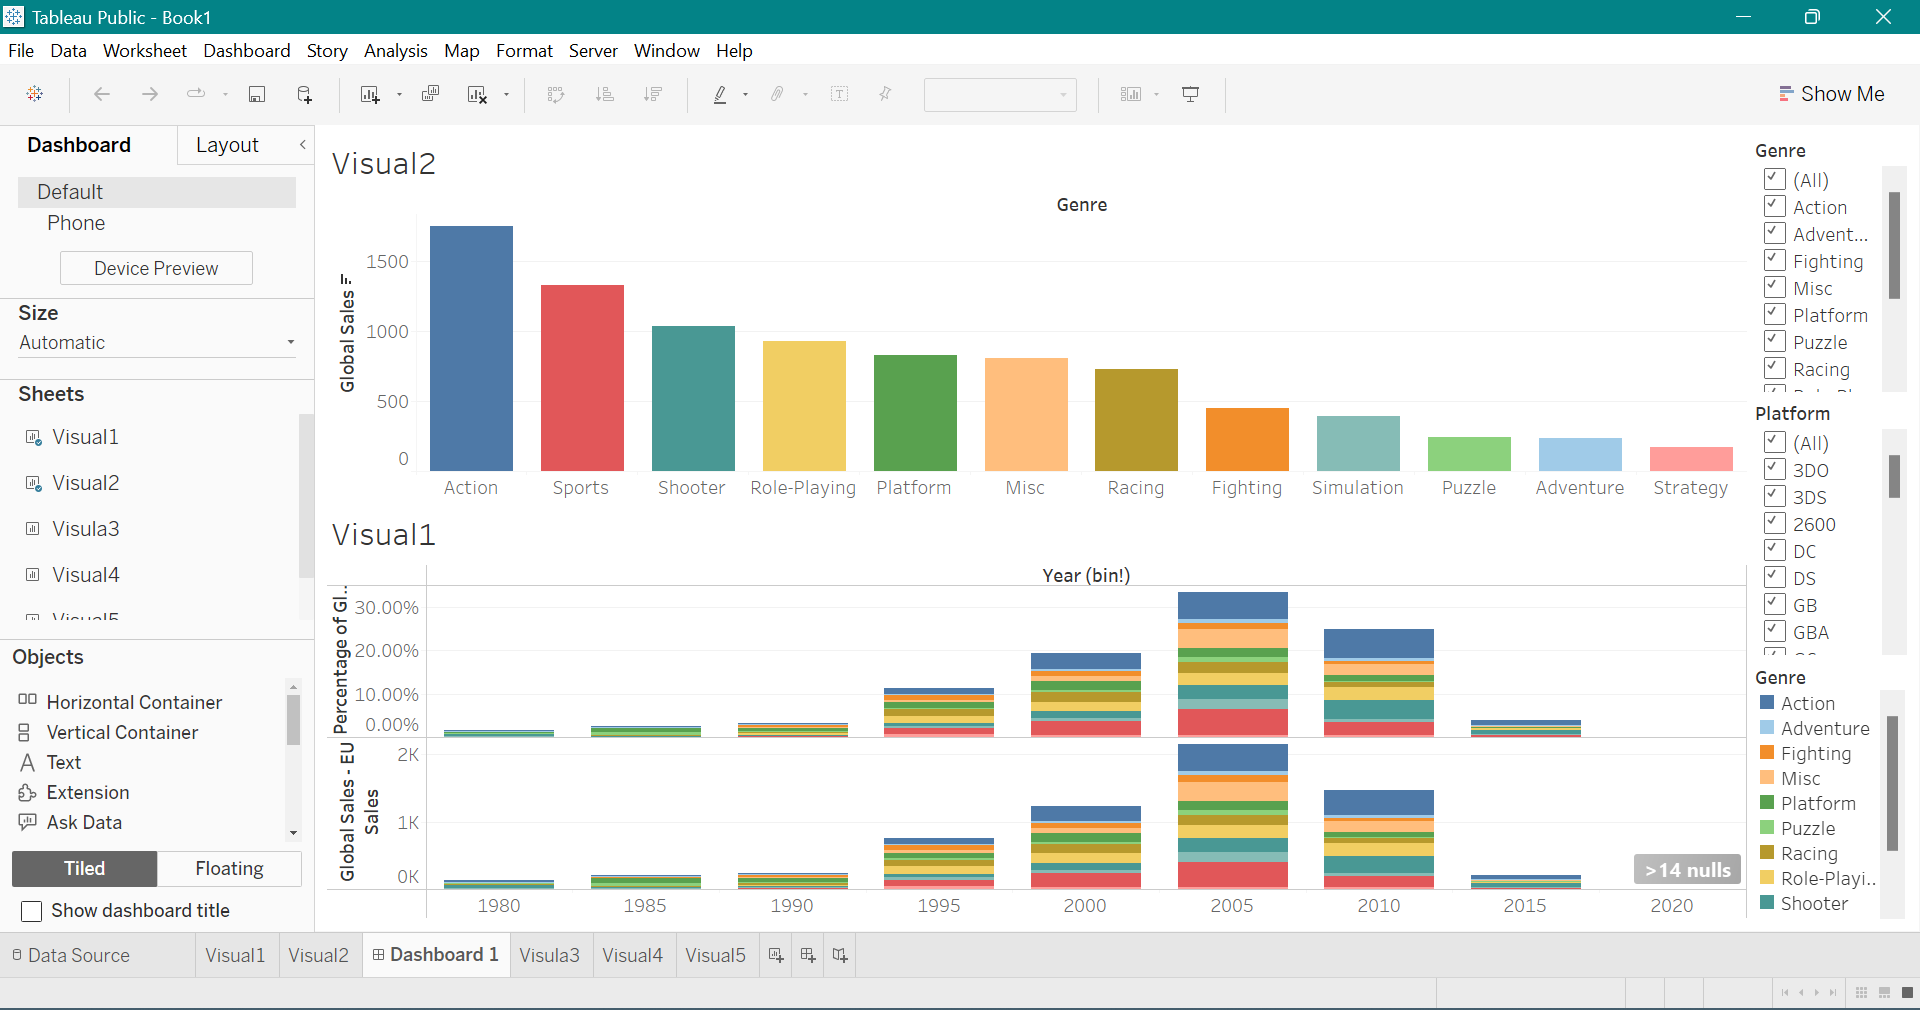 Tableau Public - Book1
File Data Worksheet Dashboard Story Analysis Map Format Server Window Help
Show Me
Dashboard
Layout
Default
Phone
Device Preview
Size
Automatic
Sheets
Visual1
Visual2
Visula3
Visual4
Visual5
Objects
Horizontal Container
Vertical Container
Text
Extension
Ask Data
Tiled
Floating
Show dashboard title
Visual2
Genre
Global Sales
1500
1000
500
0
Action Sports Shooter Role-Playing Platform Misc Racing Fighting Simulation Puzzle Adventure Strategy
Visual1
Year (bin!)
Percentage of Gl..
30.00%
20.00%
10.00%
0.00%
Global Sales - EU
Sales
2K
1K
0K
>14 nulls
1980 1985 1990 1995 2000 2005 2010 2015 2020
Genre
(All)
Action
Advent...
Fighting
Misc
Platform
Puzzle
Racing
Platform
(All)
3DO
3DS
2600
DC
DS
GB
GBA
Genre
Action
Adventure
Fighting
Misc
Platform
Puzzle
Racing
Role-Playi..
Shooter
Data Source Visual1 Visual2 Dashboard 1 Visula3 Visual4 Visual5